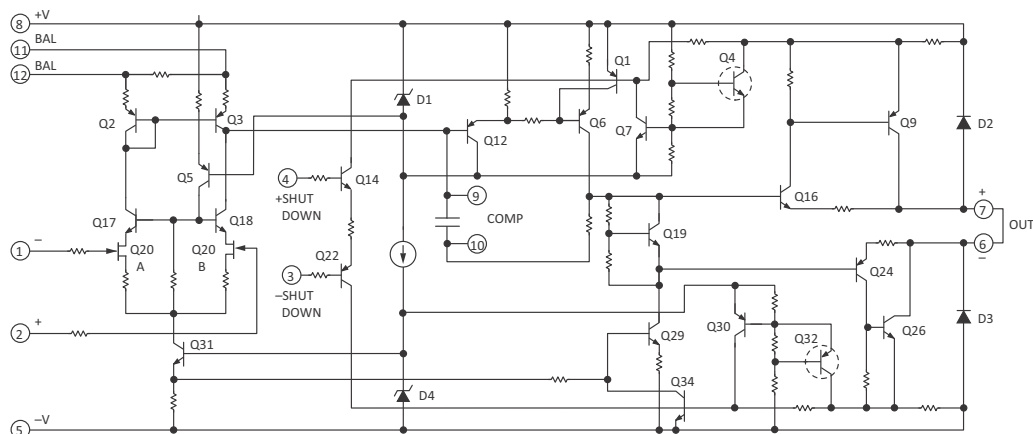 8 +V
11 BAL
12 BAL
Q1
Q4
D1
Q2
Q3
Q12
Q6
Q7
Q9
D2
Q5
4
+SHUT
DOWN
Q14
9
COMP
10
Q16
+
7
OUT
6
−
Q17
Q18
Q19
1 −
Q20
A
Q20
B
3
−SHUT
DOWN
Q22
Q24
2 +
Q31
Q29
Q30
Q32
Q26
D3
D4
Q34
5 −V